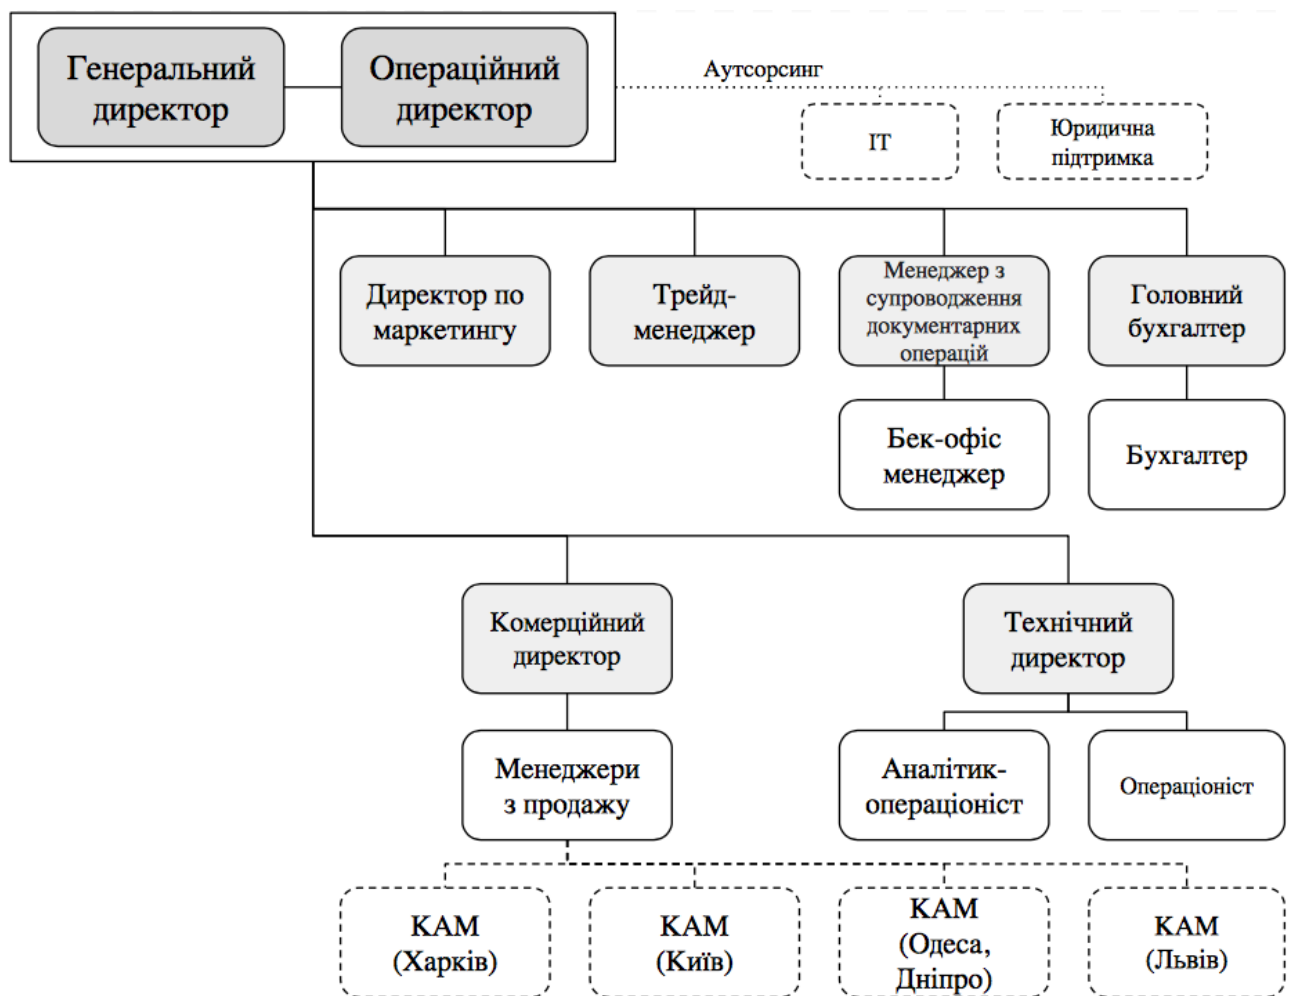 Генеральний
директор
Операційний
директор
Аутсорсинг
ІТ
Юридична
підтримка
Директор по
маркетингу
Трейд-
менеджер
Менеджер з
супроводження
документарних
операцій
Головний
бухгалтер
Бек-офіс
менеджер
Бухгалтер
Комерційний
директор
Технічний
директор
Менеджери
з продажу
Аналітик-
операціоніст
Операціоніст
КАМ
(Харків)
КАМ
(Київ)
КАМ
(Одеса,
Дніпро)
КАМ
(Львів)